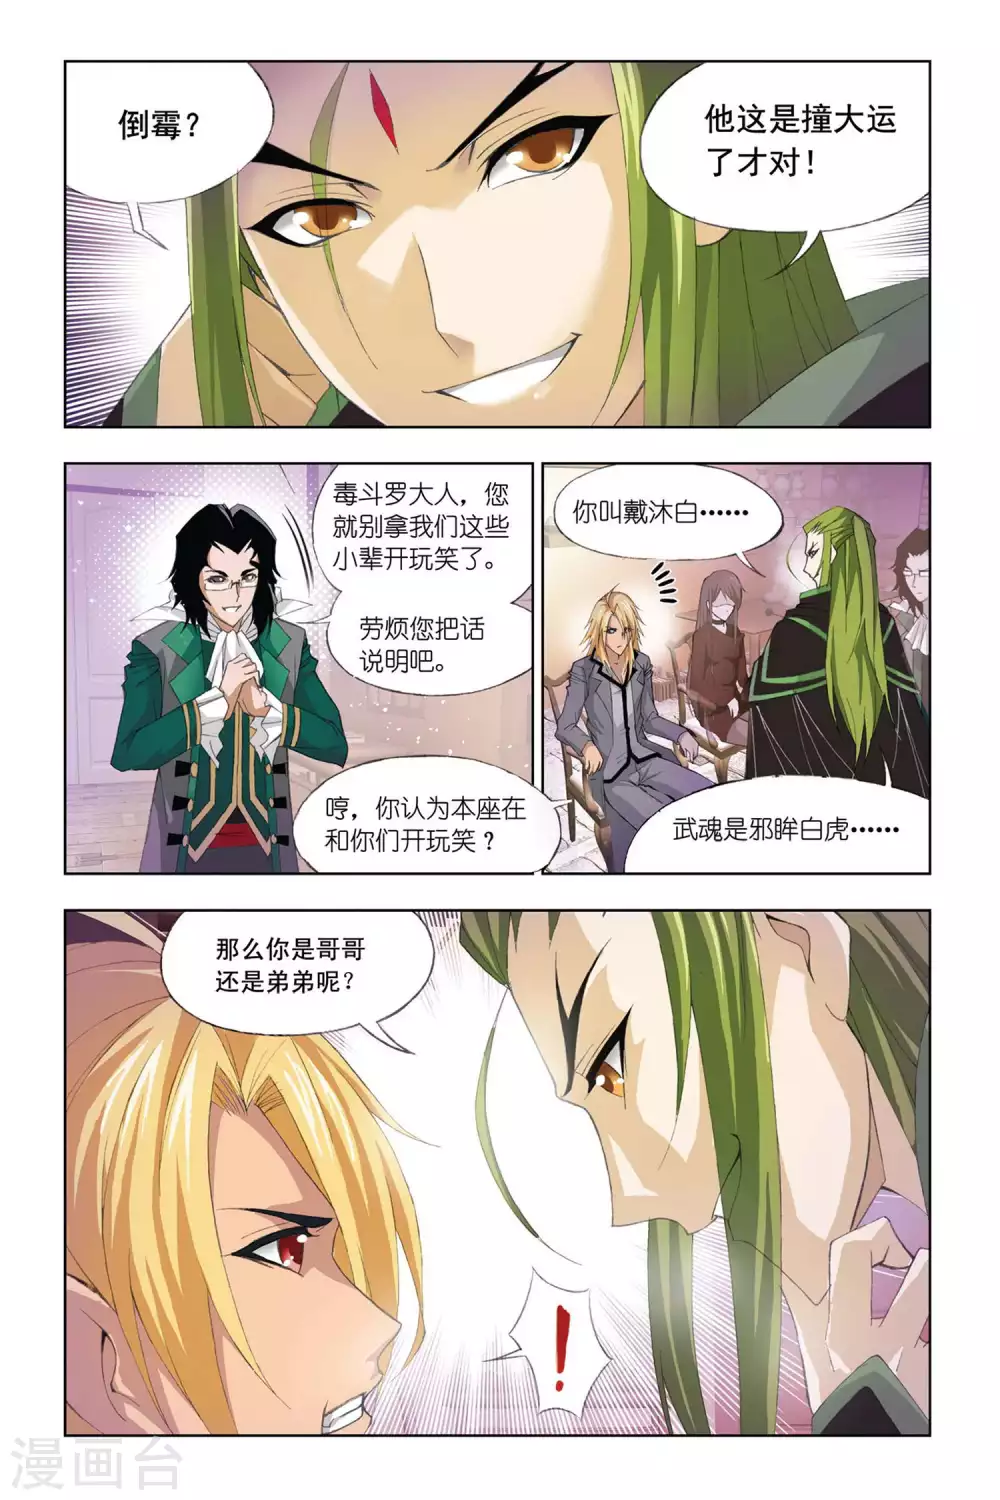 倒霉？
他这是撞大运
了才对！
毒斗罗大人，您
就别拿我们这些
小辈开玩笑了。
劳烦您把话
说明吧。
哼，你认为本座在
和你们开玩笑？
你叫戴沐白……
武魂是邪眸白虎……
那么你是哥哥
还是弟弟呢？
！
漫画台